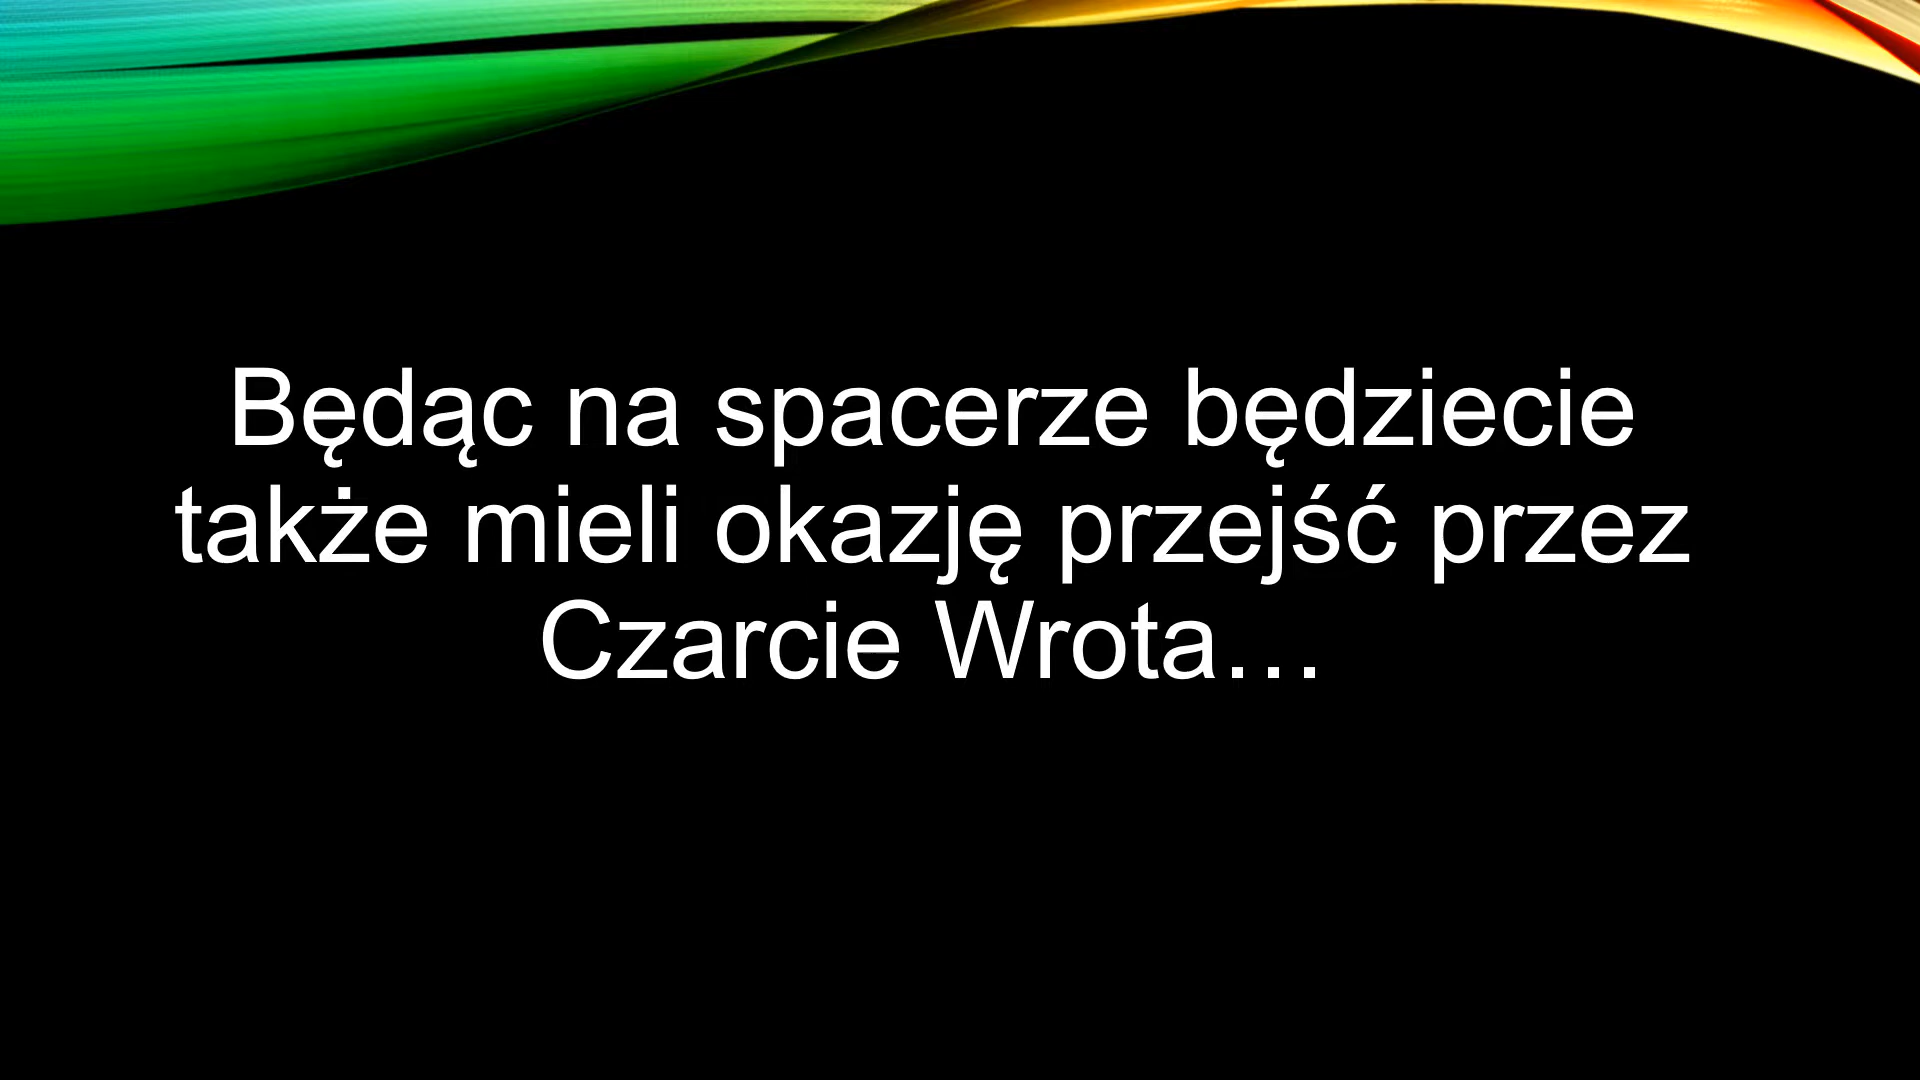 Będąc na spacerze będziecie
także mieli okazję przejść przez
Czarcie Wrota…